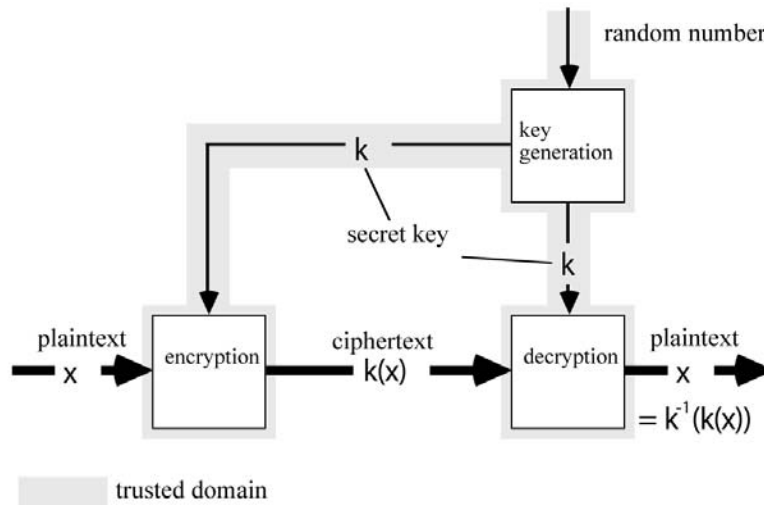 random number
key
generation
k
secret key
k
plaintext
x
encryption
ciphertext
k(x)
decryption
plaintext
x
= k⁻¹(k(x))
trusted domain